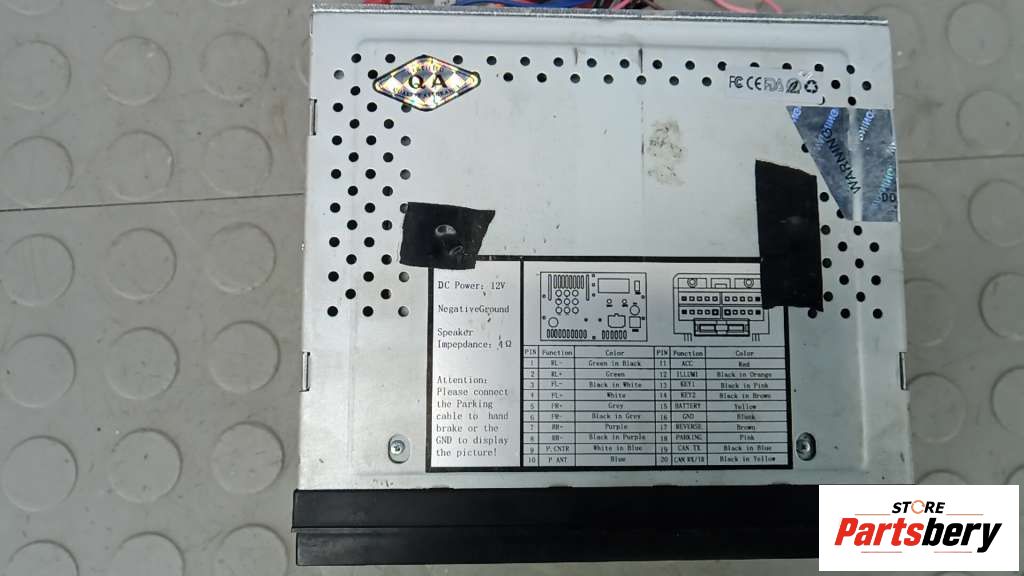 QA
FC CE FDA
WARNING
DO
DC Power: 12V
NegativeGround
Speaker
Impepdance: 4Ω
Attention:
Please connect
the Parking
cable to hand
brake or the
GND to display
the picture!
PIN Function Color PIN Function Color
1 RL- Green in Black 11 ACC Red
2 RL+ Green 12 ILLUMI Black in Orange
3 FL- Black in White 13 KEY1 Black in Pink
4 FL+ White 14 KEY2 Black in Brown
5 FR+ Grey 15 BATTERY Yellow
6 FR- Black in Grey 16 GND Black
7 RR+ Purple 17 REVERSE Brown
8 RR- Black in Purple 18 PARKING Pink
9 P.CNTR White in Blue 19 CAN TX Black in Blue
10 P ANT Blue 20 CAN RX/IR Black in Yellow
STORE
Partsbery